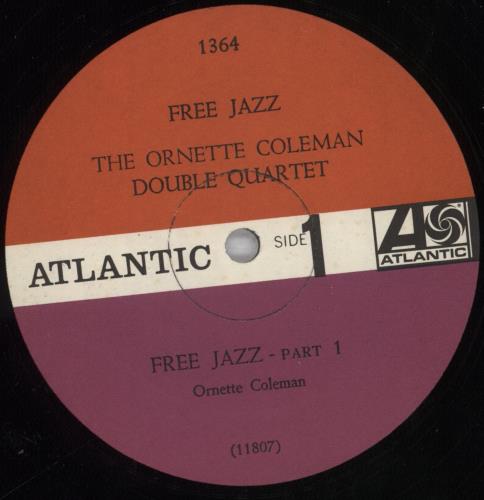 1364
FREE JAZZ
THE ORNETTE COLEMAN
DOUBLE QUARTET
ATLANTIC
SIDE 1
A
ATLANTIC
FREE JAZZ - PART 1
Ornette Coleman
(11807)